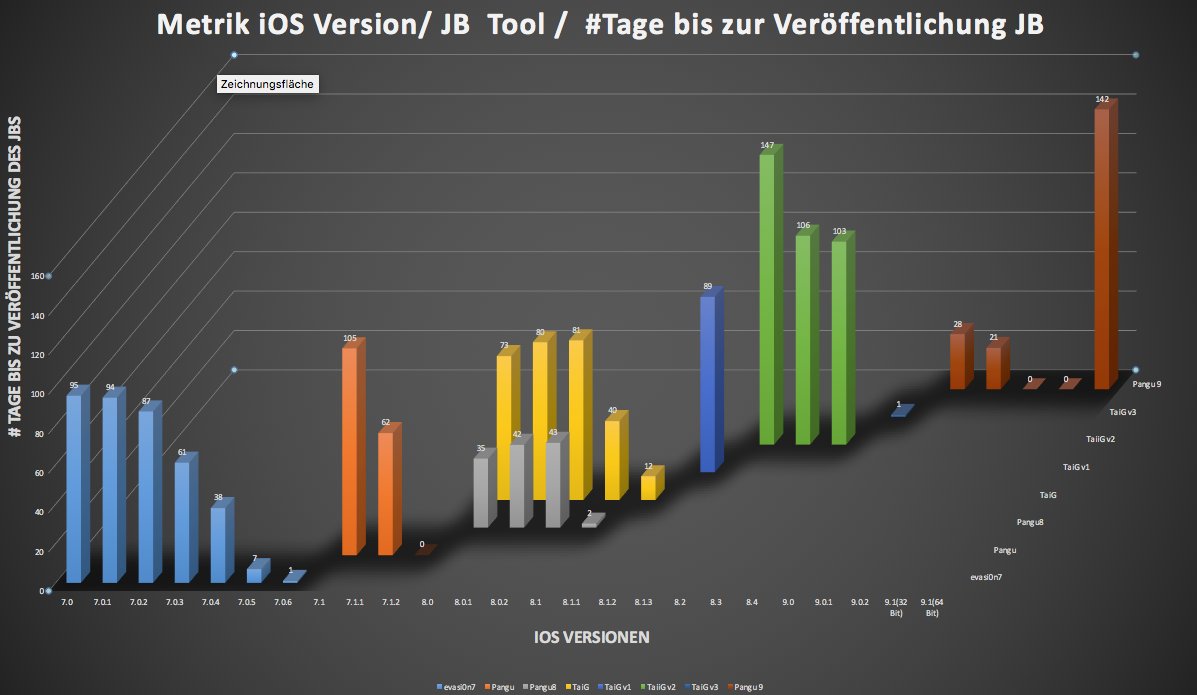 Metrik iOS Version/ JB Tool / #Tage bis zur Veröffentlichung JB
Zeichnungsfläche
# TAGE BIS ZU VERÖFFENTLICHUNG DES JBS
160
140
120
100
80
60
40
20
0
95
94
87
61
38
7
1
105
62
0
35
42
43
2
73
80
81
40
12
89
147
106
103
1
28
21
0
0
142
Pangu 9
TaiG v3
TaiiG v2
TaiG v1
TaiG
Pangu8
Pangu
evasi0n7
7.0 7.0.1 7.0.2 7.0.3 7.0.4 7.0.5 7.0.6 7.1 7.1.1 7.1.2 8.0 8.0.1 8.0.2 8.1 8.1.1 8.1.2 8.1.3 8.2 8.3 8.4 9.0 9.0.1 9.0.2 9.1(32 9.1(64
Bit) Bit)
IOS VERSIONEN
evasi0n7 Pangu Pangu8 TaiG TaiG v1 TaiiG v2 TaiG v3 Pangu 9